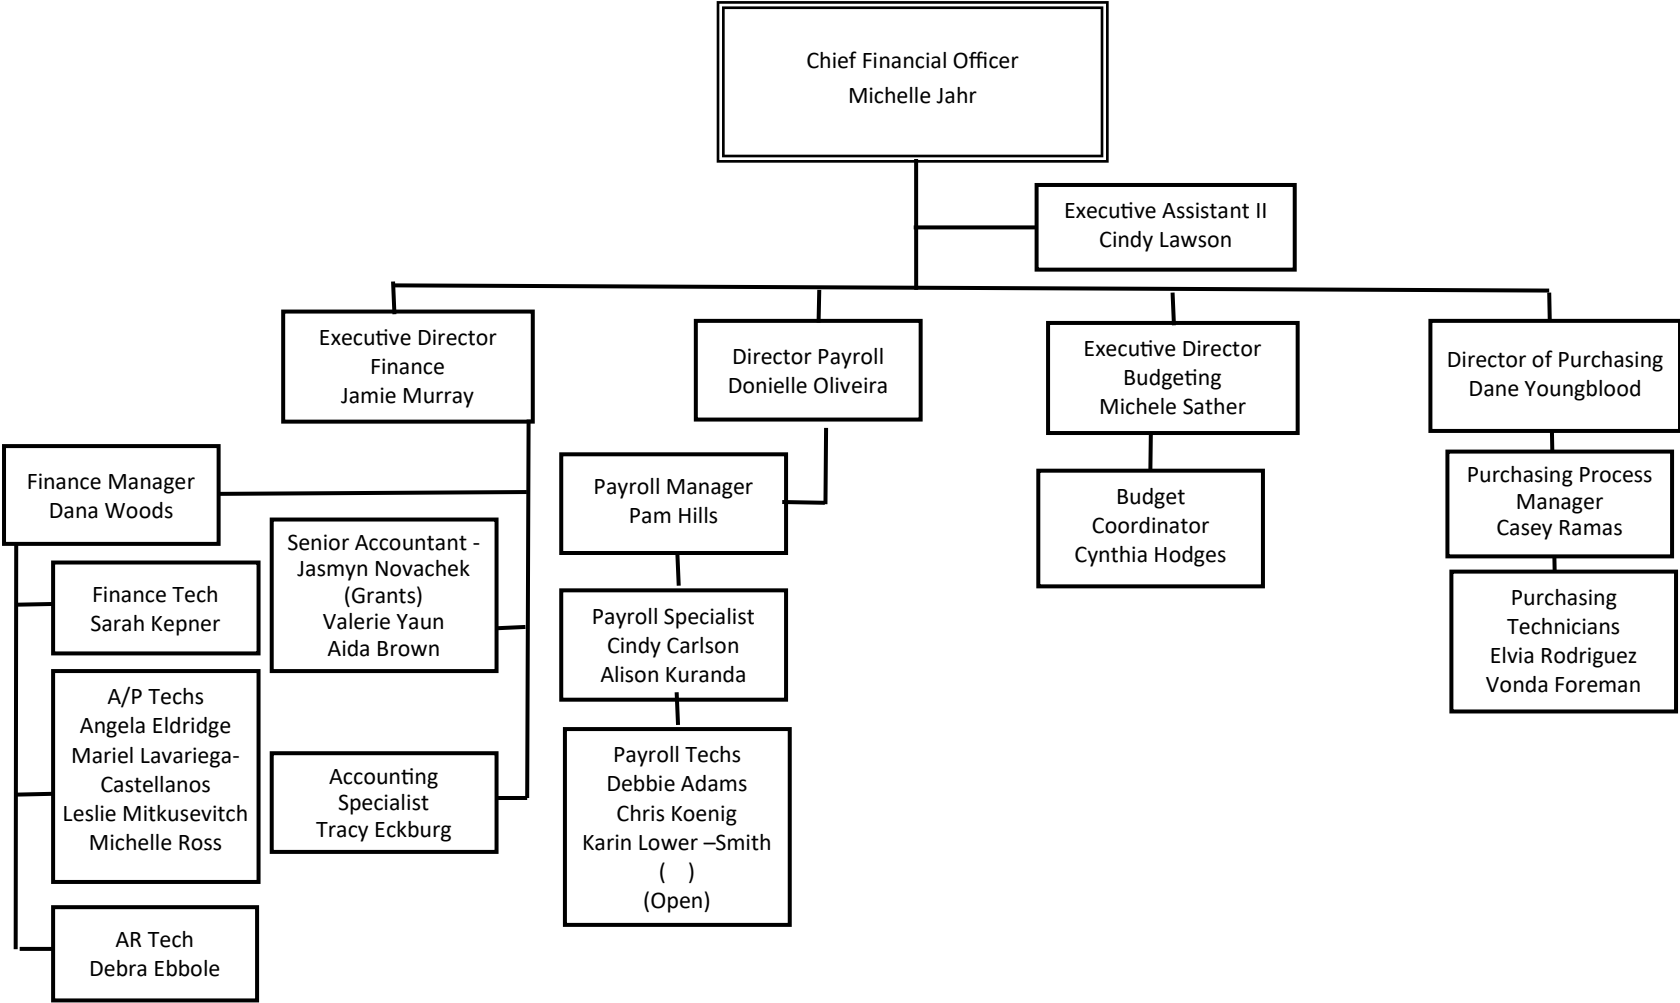 Chief Financial Officer
Michelle Jahr
Executive Assistant II
Cindy Lawson
Executive Director
Finance
Jamie Murray
Director Payroll
Donielle Oliveira
Executive Director
Budgeting
Michele Sather
Director of Purchasing
Dane Youngblood
Finance Manager
Dana Woods
Finance Tech
Sarah Kepner
A/P Techs
Angela Eldridge
Mariel Lavariega-
Castellanos
Leslie Mitkusevitch
Michelle Ross
AR Tech
Debra Ebbole
Senior Accountant -
Jasmyn Novachek
(Grants)
Valerie Yaun
Aida Brown
Accounting
Specialist
Tracy Eckburg
Payroll Manager
Pam Hills
Payroll Specialist
Cindy Carlson
Alison Kuranda
Payroll Techs
Debbie Adams
Chris Koenig
Karin Lower –Smith
(   )
(Open)
Budget
Coordinator
Cynthia Hodges
Purchasing Process
Manager
Casey Ramas
Purchasing
Technicians
Elvia Rodriguez
Vonda Foreman